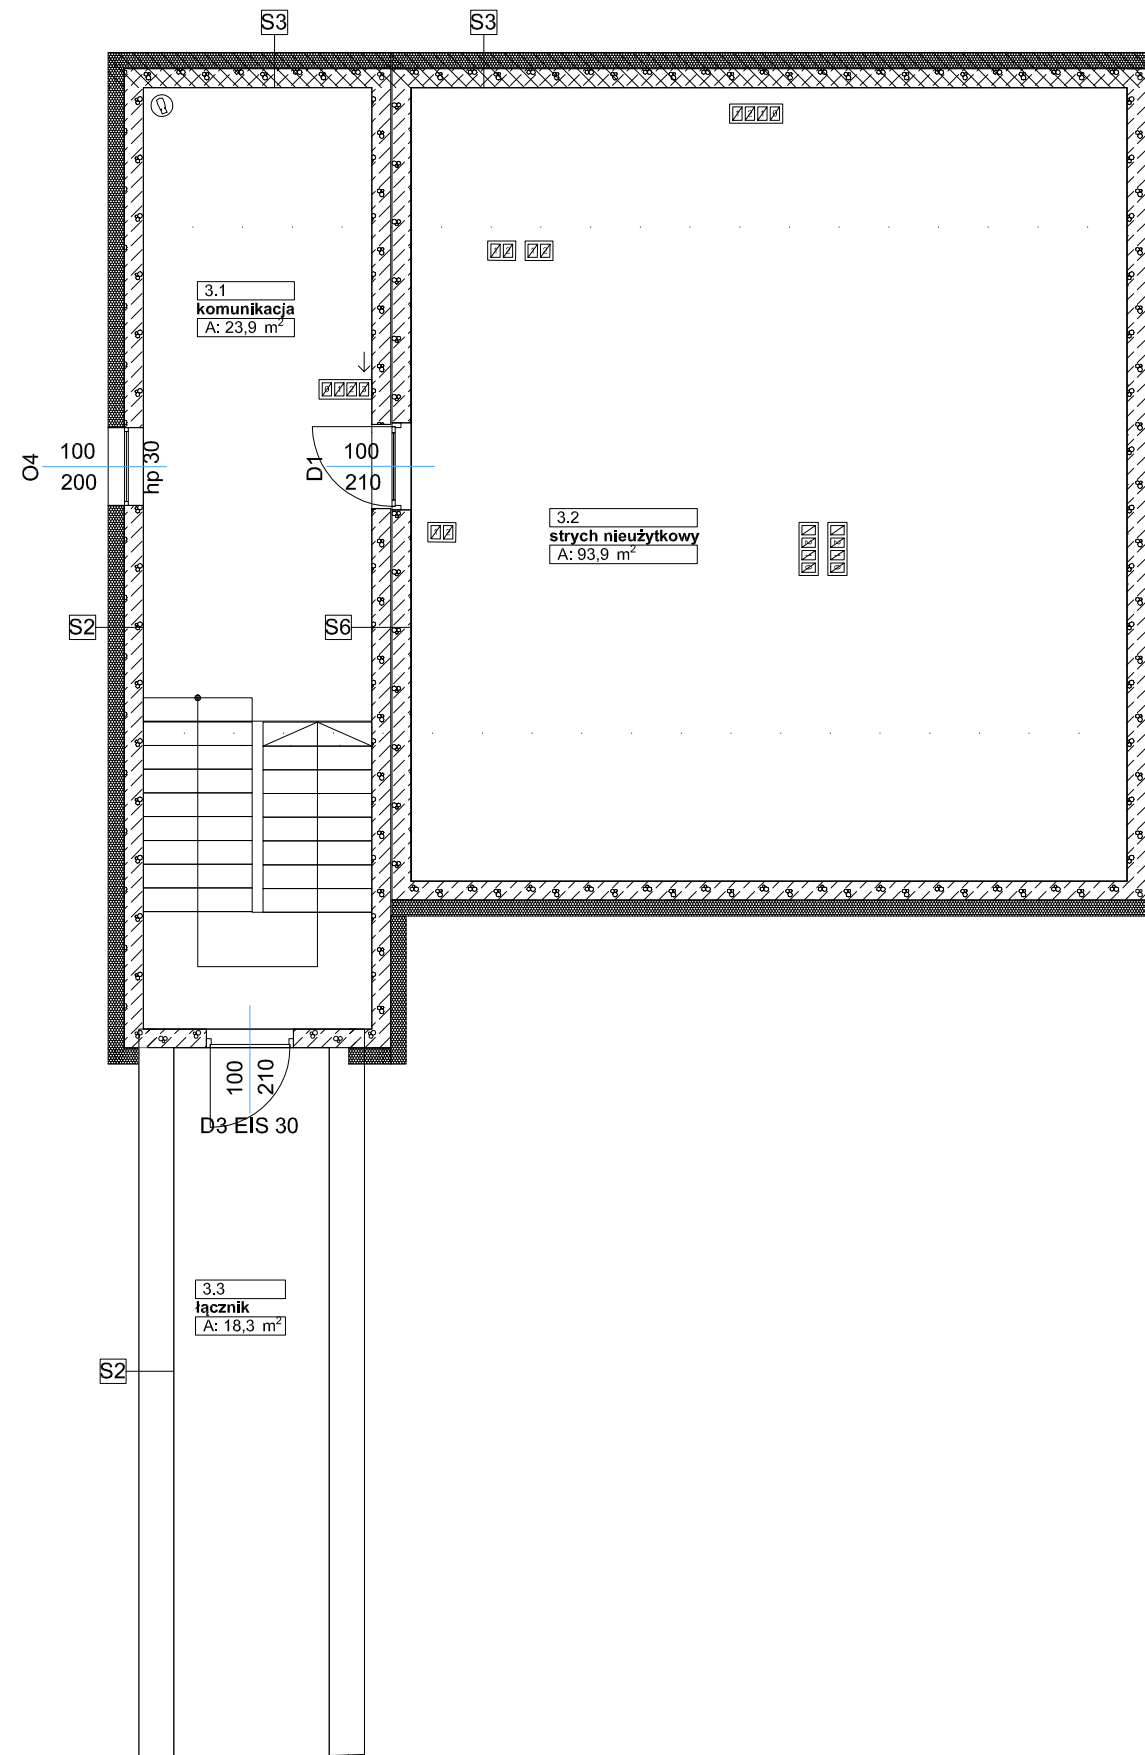 S3
S3
3.1
komunikacja
A: 23,9 m²
O4
100
200
hp 30
D1
100
210
3.2
strych nieużytkowy
A: 93,9 m²
S2
S6
100
210
D3 EIS 30
3.3
łącznik
A: 18,3 m²
S2